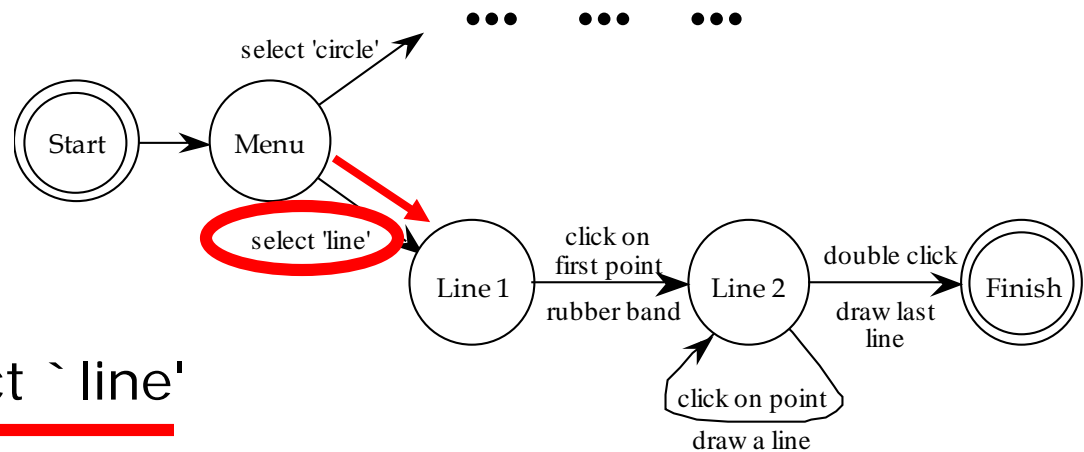 ••• ••• •••
select 'circle'
Start
Menu
select 'line'
Line 1
click on
first point
rubber band
Line 2
double click
draw last
line
Finish
click on point
draw a line
ct `line'